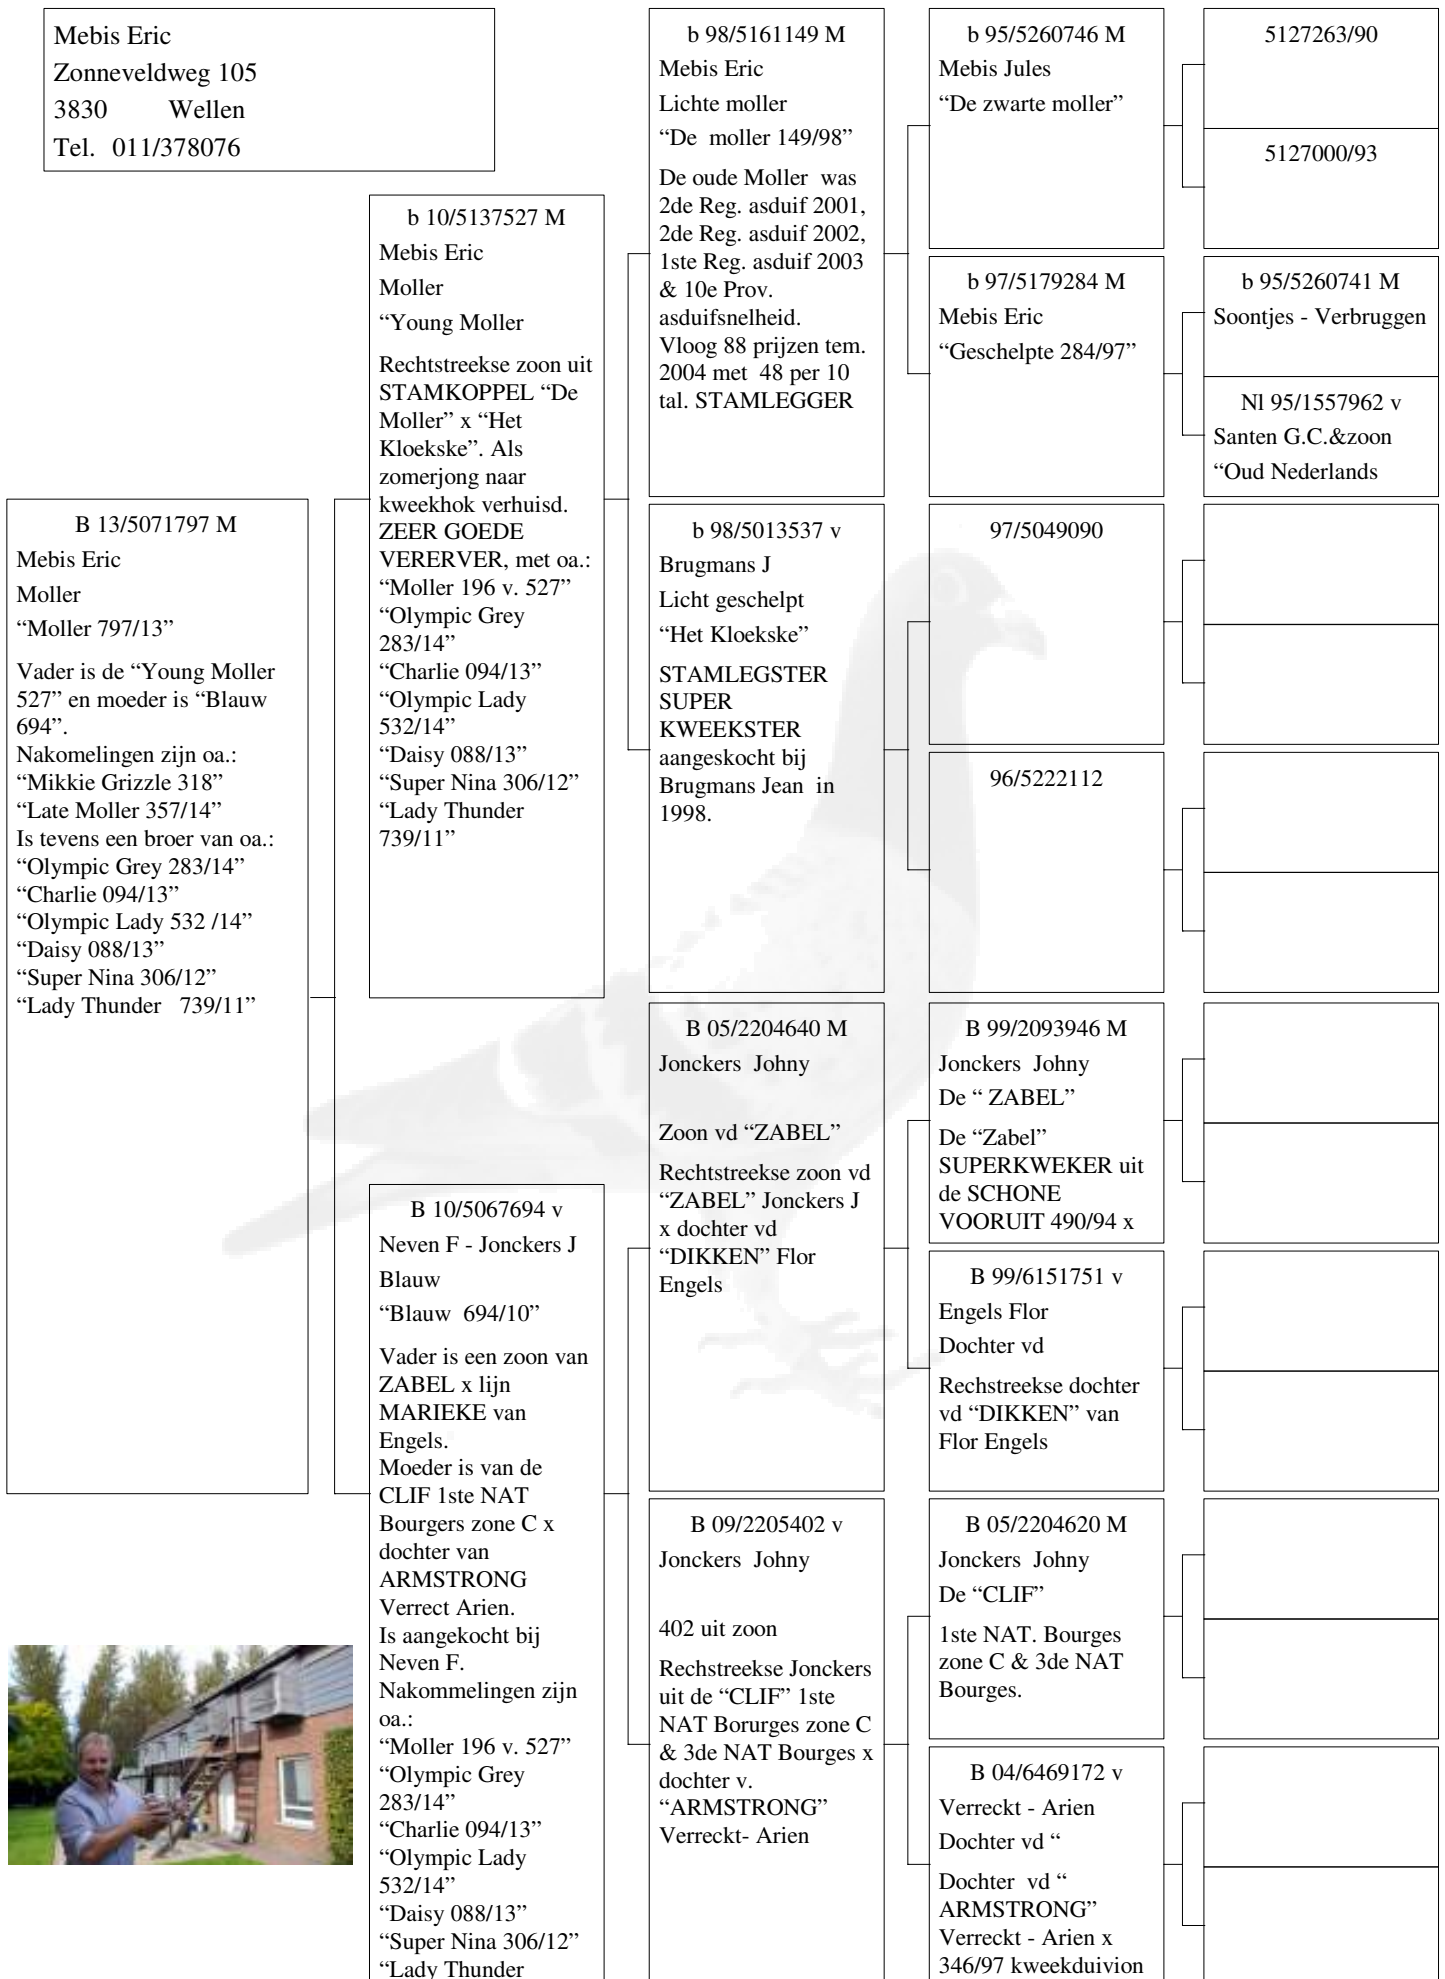 Mebis Eric
Zonneveldweg 105
3830 Wellen
Tel. 011/378076
B 13/5071797 M
Mebis Eric
Moller
“Moller 797/13”
Vader is de “Young Moller
527” en moeder is “Blauw
694”.
Nakomelingen zijn oa.:
“Mikkie Grizzle 318”
“Late Moller 357/14”
Is tevens een broer van oa.:
“Olympic Grey 283/14”
“Charlie 094/13”
“Olympic Lady 532 /14”
“Daisy 088/13”
“Super Nina 306/12”
“Lady Thunder 739/11”
b 10/5137527 M
Mebis Eric
Moller
“Young Moller
Rechtstreekse zoon uit
STAMKOPPEL “De
Moller” x “Het
Kloekske”. Als
zomerjong naar
kweekhok verhuisd.
ZEER GOEDE
VERERVER, met oa.:
“Moller 196 v. 527”
“Olympic Grey
283/14”
“Charlie 094/13”
“Olympic Lady
532/14”
“Daisy 088/13”
“Super Nina 306/12”
“Lady Thunder
739/11”
B 10/5067694 v
Neven F - Jonckers J
Blauw
“Blauw 694/10”
Vader is een zoon van
ZABEL x lijn
MARIEKE van
Engels.
Moeder is van de
CLIF 1ste NAT
Bourgers zone C x
dochter van
ARMSTRONG
Verrect Arien.
Is aangekocht bij
Neven F.
Nakommelingen zijn
oa.:
“Moller 196 v. 527”
“Olympic Grey
283/14”
“Charlie 094/13”
“Olympic Lady
532/14”
“Daisy 088/13”
“Super Nina 306/12”
“Lady Thunder
b 98/5161149 M
Mebis Eric
Lichte moller
“De moller 149/98”
De oude Moller was
2de Reg. asduif 2001,
2de Reg. asduif 2002,
1ste Reg. asduif 2003
& 10e Prov.
asduifsnelheid.
Vloog 88 prijzen tem.
2004 met 48 per 10
tal. STAMLEGGER
b 98/5013537 v
Brugmans J
Licht geschelpt
“Het Kloekske”
STAMLEGSTER
SUPER
KWEEKSTER
aangeskocht bij
Brugmans Jean in
1998.
B 05/2204640 M
Jonckers Johny
Zoon vd “ZABEL”
Rechtstreekse zoon vd
“ZABEL” Jonckers J
x dochter vd
“DIKKEN” Flor
Engels
B 09/2205402 v
Jonckers Johny
402 uit zoon
Rechstreekse Jonckers
uit de “CLIF” 1ste
NAT Borurges zone C
& 3de NAT Bourges x
dochter v.
“ARMSTRONG”
Verreckt- Arien
b 95/5260746 M
Mebis Jules
“De zwarte moller”
b 97/5179284 M
Mebis Eric
“Geschelpte 284/97”
97/5049090
96/5222112
B 99/2093946 M
Jonckers Johny
De “ ZABEL”
De “Zabel”
SUPERKWEKER uit
de SCHONE
VOORUIT 490/94 x
B 99/6151751 v
Engels Flor
Dochter vd
Rechstreekse dochter
vd “DIKKEN” van
Flor Engels
B 05/2204620 M
Jonckers Johny
De “CLIF”
1ste NAT. Bourges
zone C & 3de NAT
Bourges.
B 04/6469172 v
Verreckt - Arien
Dochter vd “
Dochter vd “
ARMSTRONG”
Verreckt - Arien x
346/97 kweekduivion
5127263/90
5127000/93
b 95/5260741 M
Soontjes - Verbruggen
Nl 95/1557962 v
Santen G.C.&zoon
“Oud Nederlands